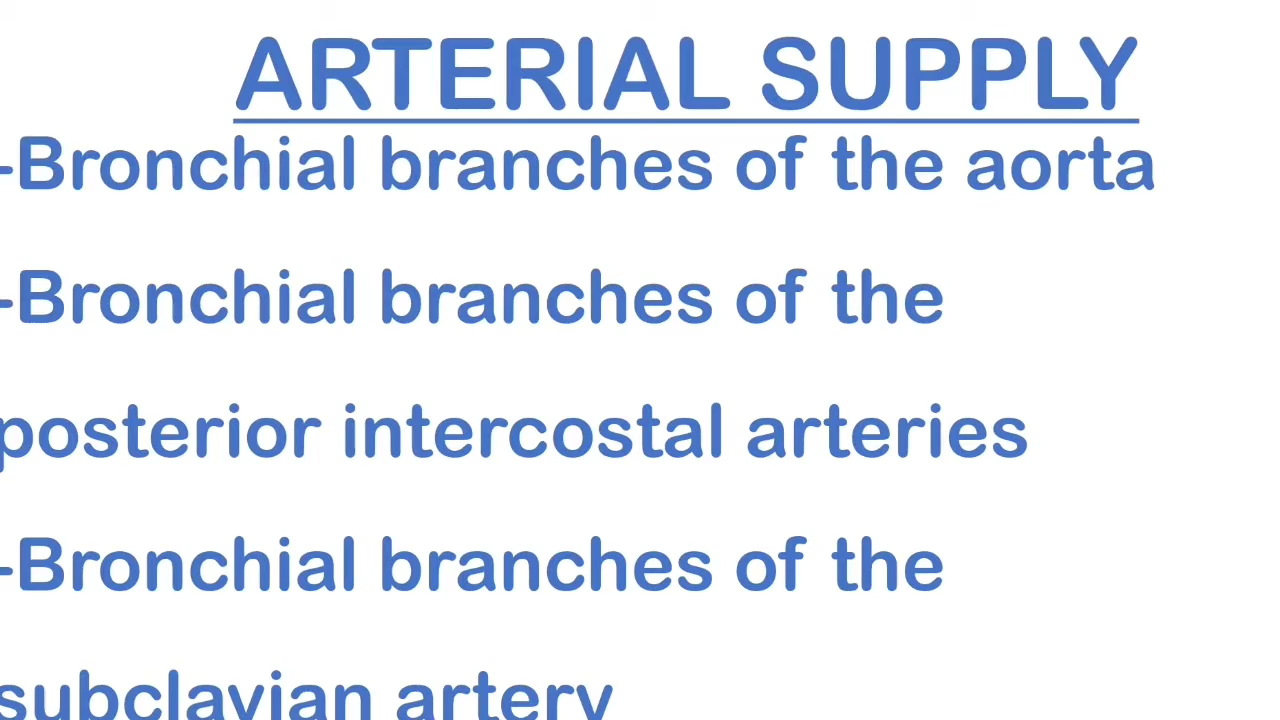 ARTERIAL SUPPLY
-Bronchial branches of the aorta
-Bronchial branches of the
posterior intercostal arteries
-Bronchial branches of the
subclavian artery